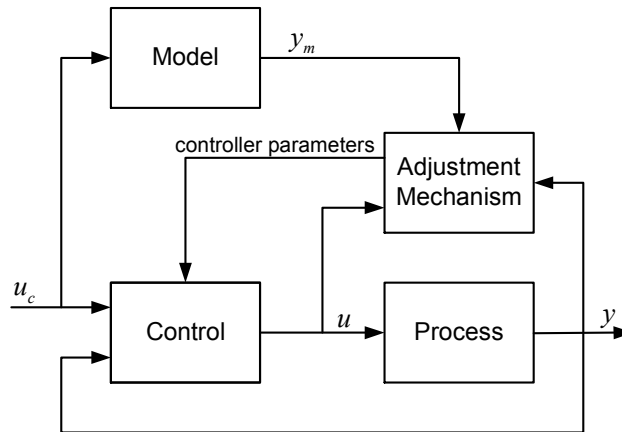 Model
y_m
controller parameters
Adjustment
Mechanism
u_c
Control
u
Process
y